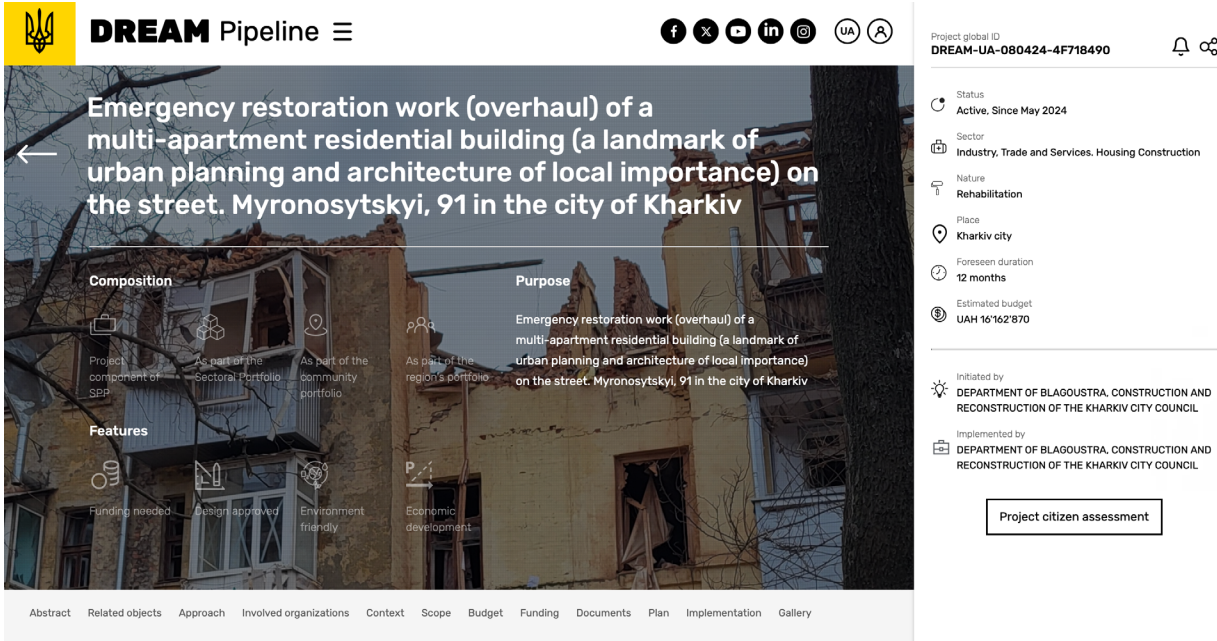 DREAM Pipeline
UA
Emergency restoration work (overhaul) of a
multi-apartment residential building (a landmark of
urban planning and architecture of local importance) on
the street. Myronosytskyi, 91 in the city of Kharkiv
Composition
Project
component of
SPP
As part of the
Sectoral Portfolio
As part of the
community
portfolio
As part of the
region's portfolio
Purpose
Emergency restoration work (overhaul) of a
multi-apartment residential building (a landmark of
urban planning and architecture of local importance)
on the street. Myronosytskyi, 91 in the city of Kharkiv
Features
Funding needed
Design approved
Environment
friendly
Economic
development
Abstract Related objects Approach Involved organizations Context Scope Budget Funding Documents Plan Implementation Gallery
Project global ID
DREAM-UA-080424-4F718490
Status
Active, Since May 2024
Sector
Industry, Trade and Services. Housing Construction
Nature
Rehabilitation
Place
Kharkiv city
Foreseen duration
12 months
Estimated budget
UAH 16'162'870
Initiated by
DEPARTMENT OF BLAGOUSTRA, CONSTRUCTION AND
RECONSTRUCTION OF THE KHARKIV CITY COUNCIL
Implemented by
DEPARTMENT OF BLAGOUSTRA, CONSTRUCTION AND
RECONSTRUCTION OF THE KHARKIV CITY COUNCIL
Project citizen assessment